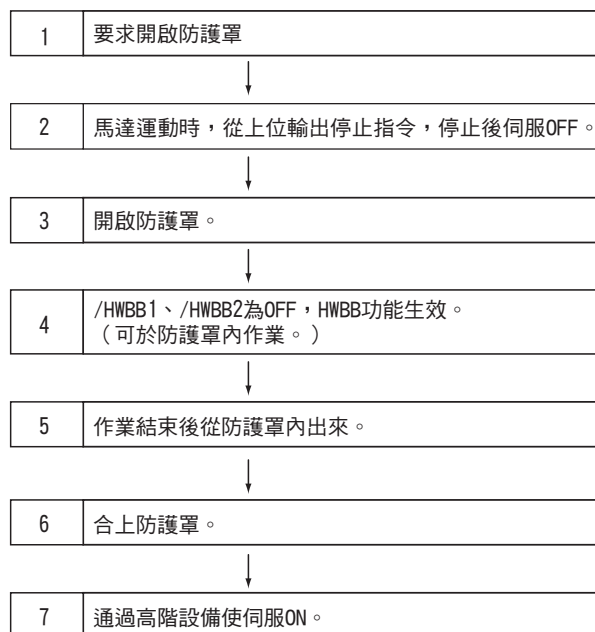 1 要求開啟防護罩
2 馬達運動時，從上位輸出停止指令，停止後伺服OFF。
3 開啟防護罩。
4 /HWBB1、/HWBB2為OFF，HWBB功能生效。
（可於防護罩內作業。）
5 作業結束後從防護罩內出來。
6 合上防護罩。
7 通過高階設備使伺服ON。